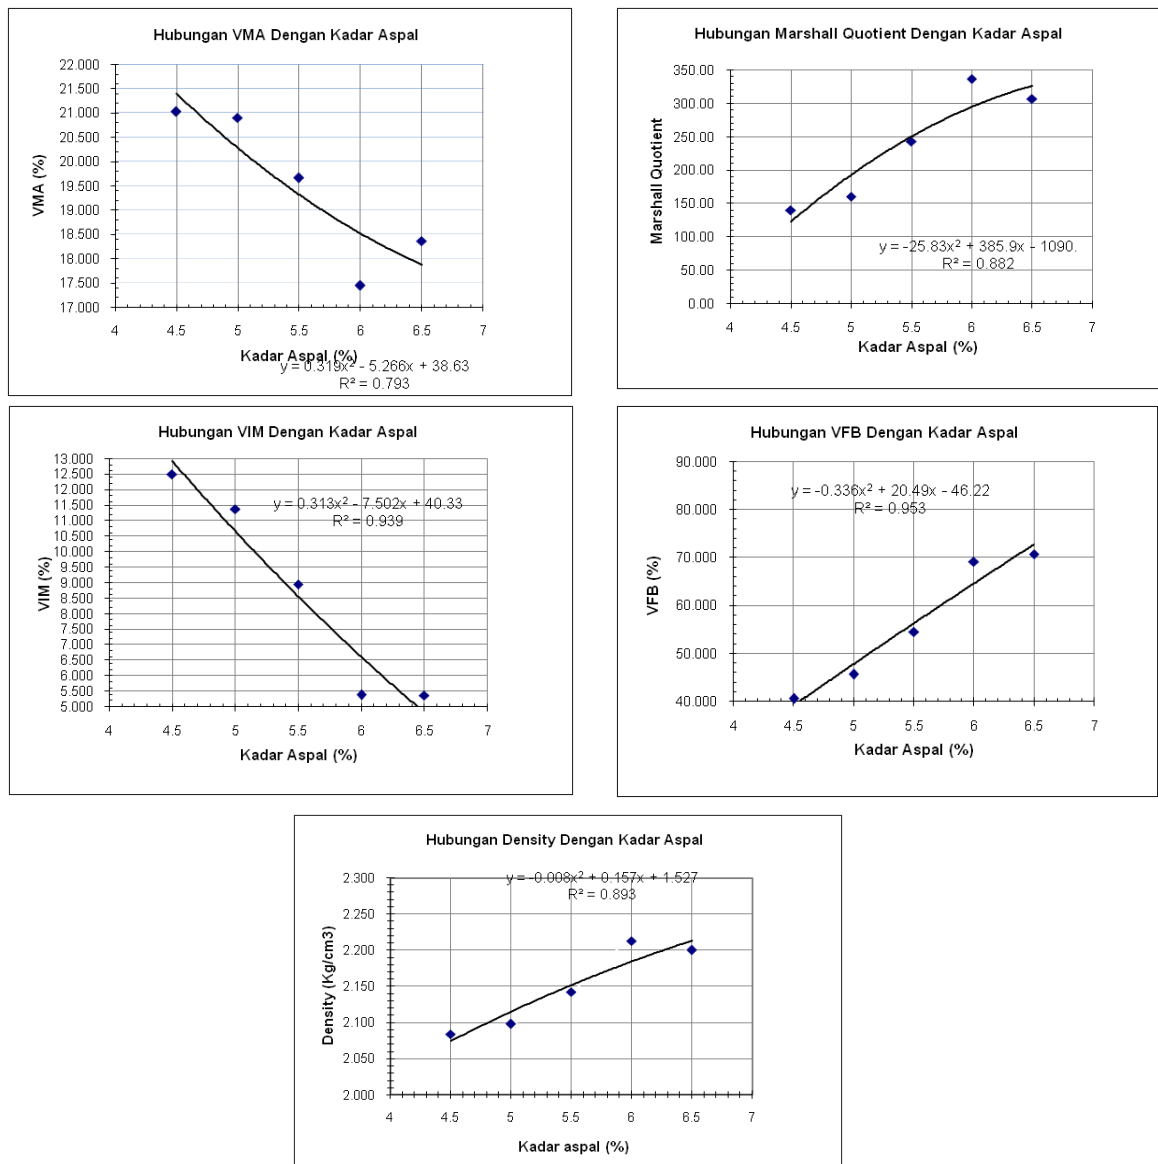 Hubungan VMA Dengan Kadar Aspal
VMA (%)
22.000
21.500
21.000
20.500
20.000
19.500
19.000
18.500
18.000
17.500
17.000
4 4.5 5 5.5 6 6.5 7
Kadar Aspal (%)
y = 0.319x² - 5.266x + 38.63
R² = 0.793
Hubungan Marshall Quotient Dengan Kadar Aspal
Marshall Quotient
350.00
300.00
250.00
200.00
150.00
100.00
50.00
0.00
y = -25.83x² + 385.9x - 1090.
R² = 0.882
4 4.5 5 5.5 6 6.5 7
Kadar Aspal (%)
Hubungan VIM Dengan Kadar Aspal
VIM (%)
13.000
12.500
12.000
11.500
11.000
10.500
10.000
9.500
9.000
8.500
8.000
7.500
7.000
6.500
6.000
5.500
5.000
y = 0.313x² - 7.502x + 40.33
R² = 0.939
4 4.5 5 5.5 6 6.5 7
Kadar Aspal (%)
Hubungan VFB Dengan Kadar Aspal
VFB (%)
90.000
80.000
70.000
60.000
50.000
40.000
y = -0.336x² + 20.49x - 46.22
R² = 0.953
4 4.5 5 5.5 6 6.5 7
Kadar Aspal (%)
Hubungan Density Dengan Kadar Aspal
Density (Kg/cm3)
2.300
2.250
2.200
2.150
2.100
2.050
2.000
y = -0.008x² + 0.157x + 1.527
R² = 0.893
4 4.5 5 5.5 6 6.5 7
Kadar aspal (%)